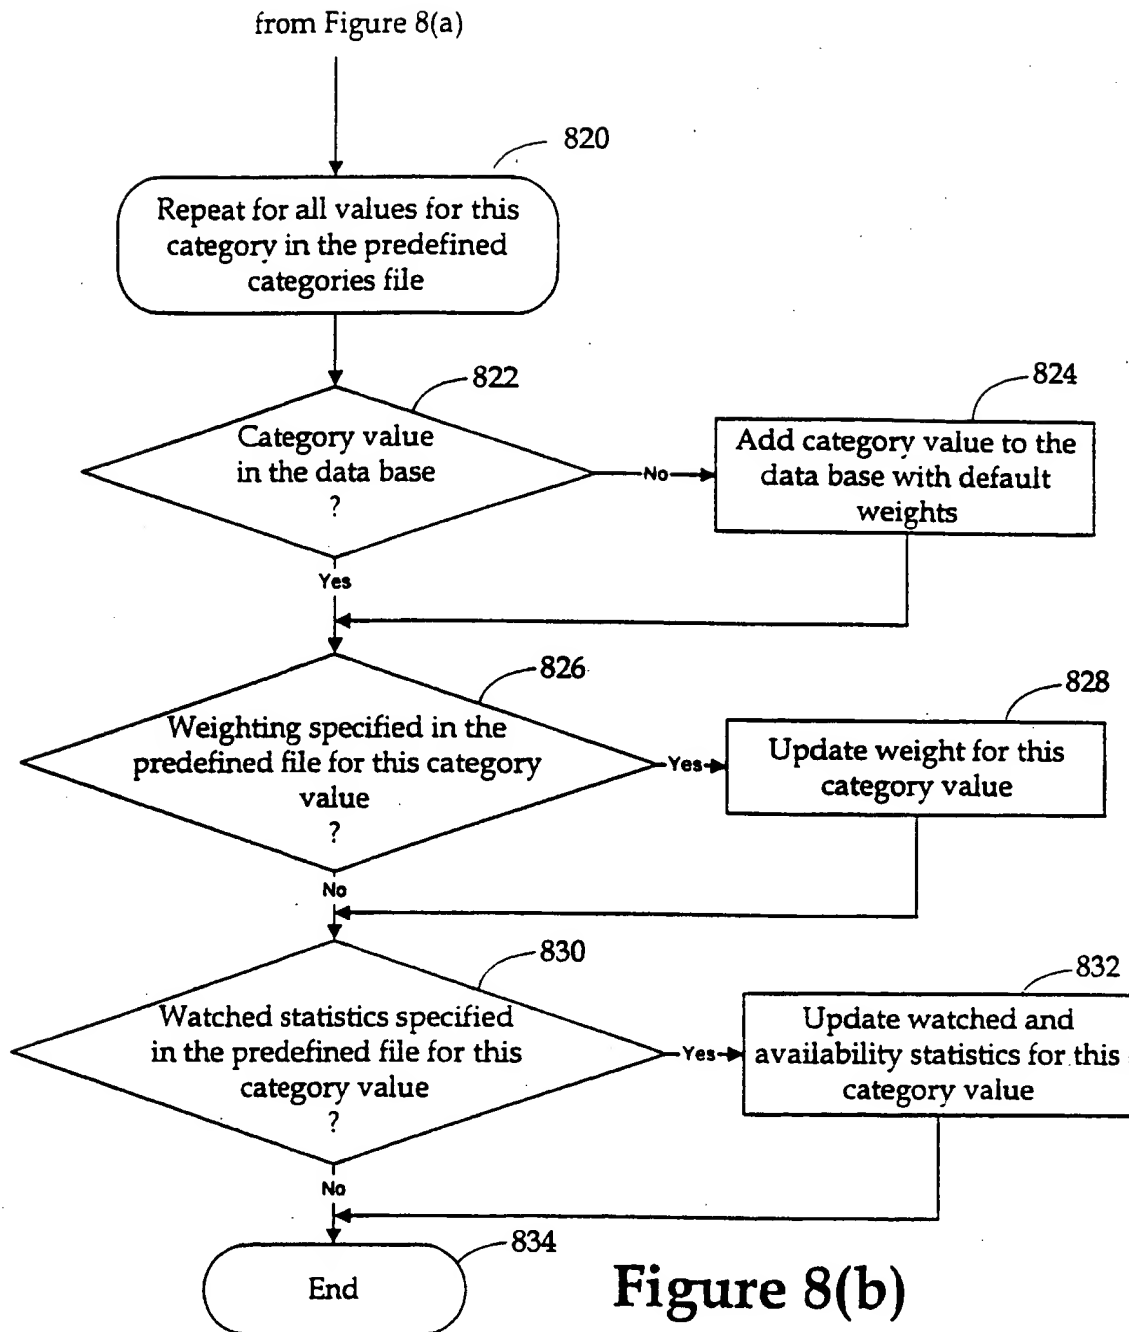 from Figure 8(a)
820
Repeat for all values for this
category in the predefined
categories file
822
Category value
in the data base
?
No
824
Add category value to the
data base with default
weights
Yes
826
Weighting specified in the
predefined file for this category
value
?
Yes
828
Update weight for this
category value
No
830
Watched statistics specified
in the predefined file for this
category value
?
Yes
832
Update watched and
availability statistics for this
category value
No
834
End
Figure 8(b)